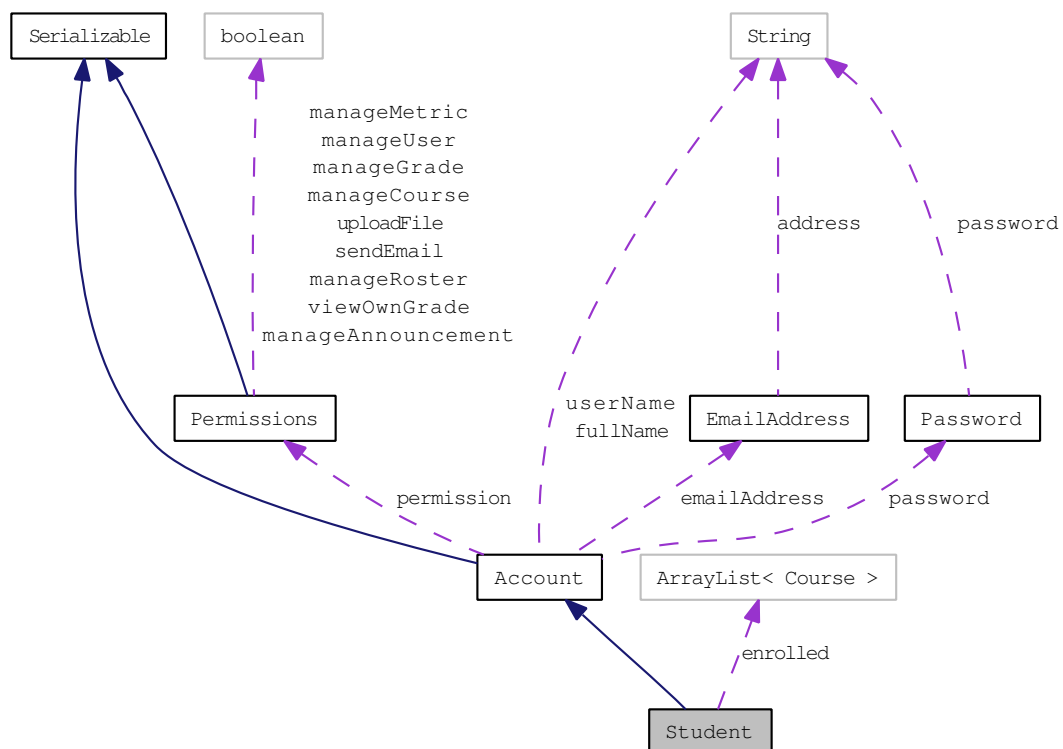 Serializable
boolean
String
manageMetric
manageUser
manageGrade
manageCourse
uploadFile
sendEmail
manageRoster
viewOwnGrade
manageAnnouncement
address
password
Permissions
userName
fullName
EmailAddress
Password
permission
emailAddress
password
Account
ArrayList< Course >
enrolled
Student